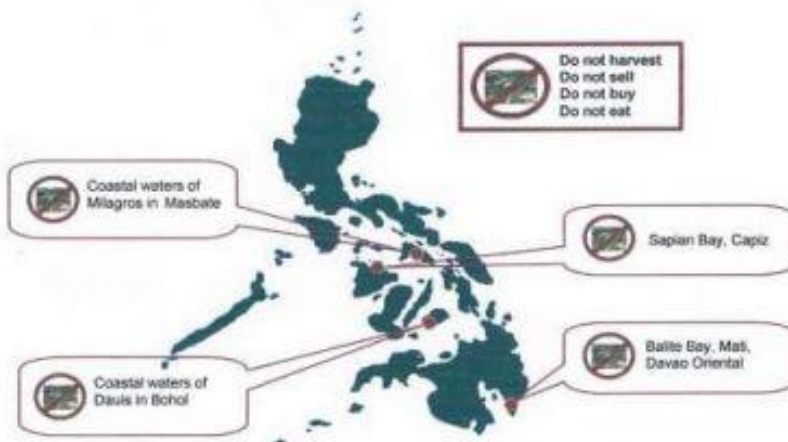 Do not harvest
Do not sell
Do not buy
Do not eat
Coastal waters of
Milagros in Masbate
Sapian Bay, Capiz
Balite Bay, Mati,
Davao Oriental
Coastal waters of
Dauis in Bohol